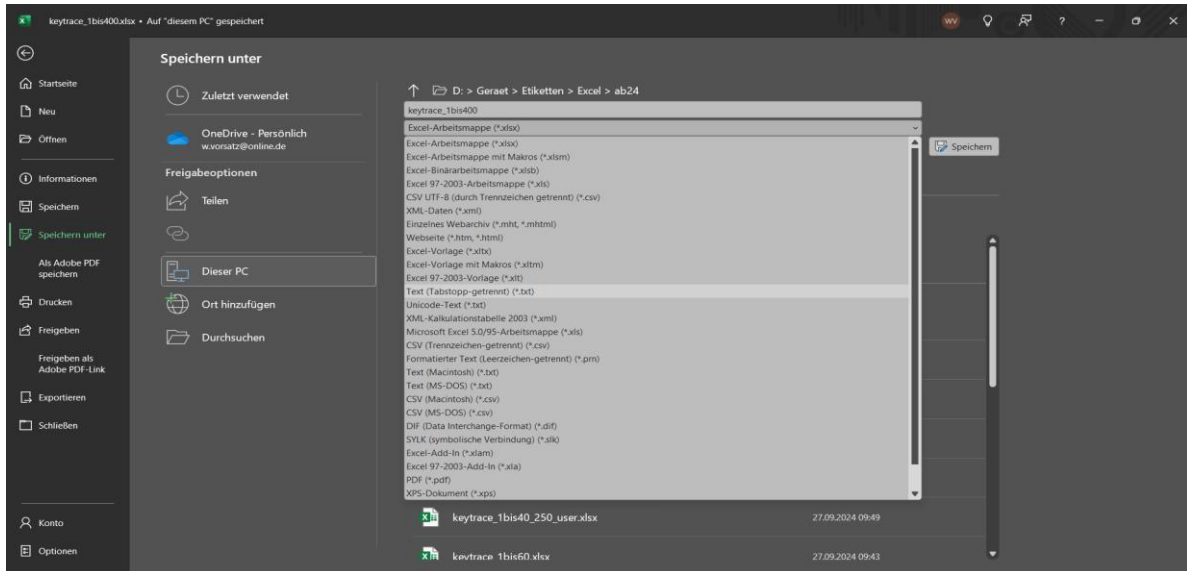 keytrace_1bis400.xlsx • Auf "diesem PC" gespeichert
WV
?
Startseite
Neu
Öffnen
Informationen
Speichern
Speichern unter
Als Adobe PDF
speichern
Drucken
Freigeben
Freigeben als
Adobe PDF-Link
Exportieren
Schließen
Konto
Optionen
Speichern unter
Zuletzt verwendet
OneDrive - Persönlich
w.vorsatz@online.de
Freigabeoptionen
Teilen
Dieser PC
Ort hinzufügen
Durchsuchen
D: > Geraet > Etiketten > Excel > ab24
keytrace_1bis400
Excel-Arbeitsmappe (*.xlsx)
Speichern
Excel-Arbeitsmappe (*.xlsx)
Excel-Arbeitsmappe mit Makros (*.xlsm)
Excel-Binärarbeitsmappe (*.xlsb)
Excel 97-2003-Arbeitsmappe (*.xls)
CSV UTF-8 (durch Trennzeichen getrennt) (*.csv)
XML-Daten (*.xml)
Einzelnes Webarchiv (*.mht, *.mhtml)
Webseite (*.htm, *.html)
Excel-Vorlage (*.xltx)
Excel-Vorlage mit Makros (*.xltm)
Excel 97-2003-Vorlage (*.xlt)
Text (Tabstopp-getrennt) (*.txt)
Unicode-Text (*.txt)
XML-Kalkulationstabelle 2003 (*.xml)
Microsoft Excel 5.0/95-Arbeitsmappe (*.xls)
CSV (Trennzeichen-getrennt) (*.csv)
Formatierter Text (Leerzeichen-getrennt) (*.prn)
Text (Macintosh) (*.txt)
Text (MS-DOS) (*.txt)
CSV (Macintosh) (*.csv)
CSV (MS-DOS) (*.csv)
DIF (Data Interchange-Format) (*.dif)
SYLK (symbolische Verbindung) (*.slk)
Excel-Add-In (*.xlam)
Excel 97-2003-Add-In (*.xla)
PDF (*.pdf)
XPS-Dokument (*.xps)
keytrace_1bis40_250_user.xlsx 27.09.2024 09:49
keytrace_1bis60.xlsx 27.09.2024 09:43